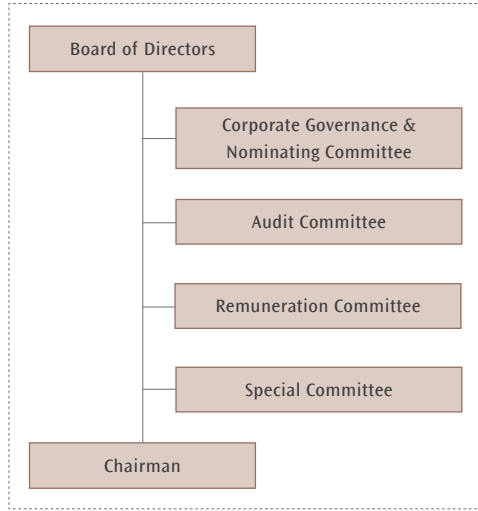 Board of Directors
Corporate Governance &
Nominating Committee
Audit Committee
Remuneration Committee
Special Committee
Chairman